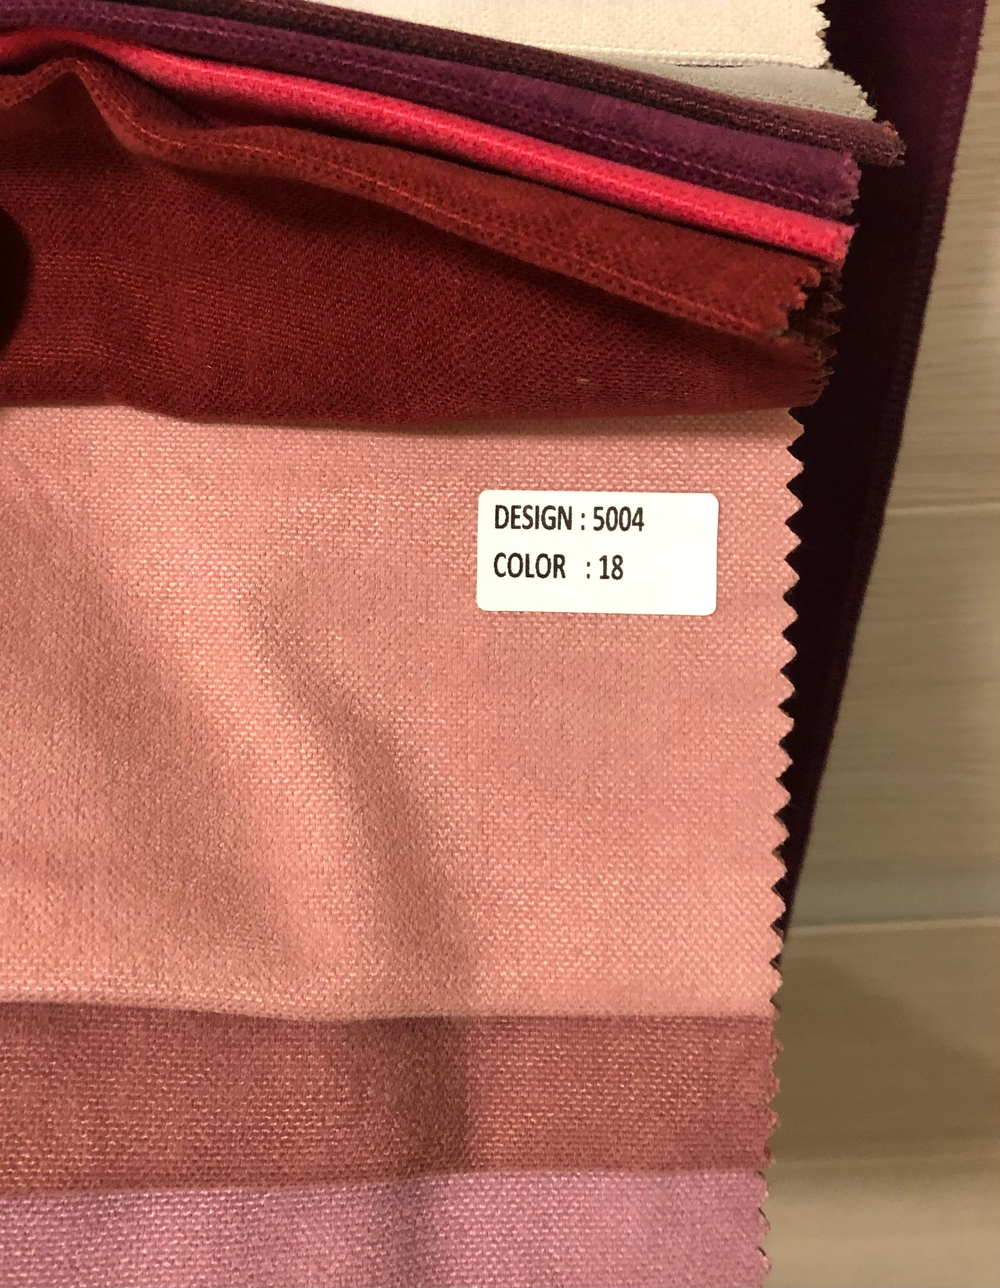 DESIGN : 5004
COLOR : 18